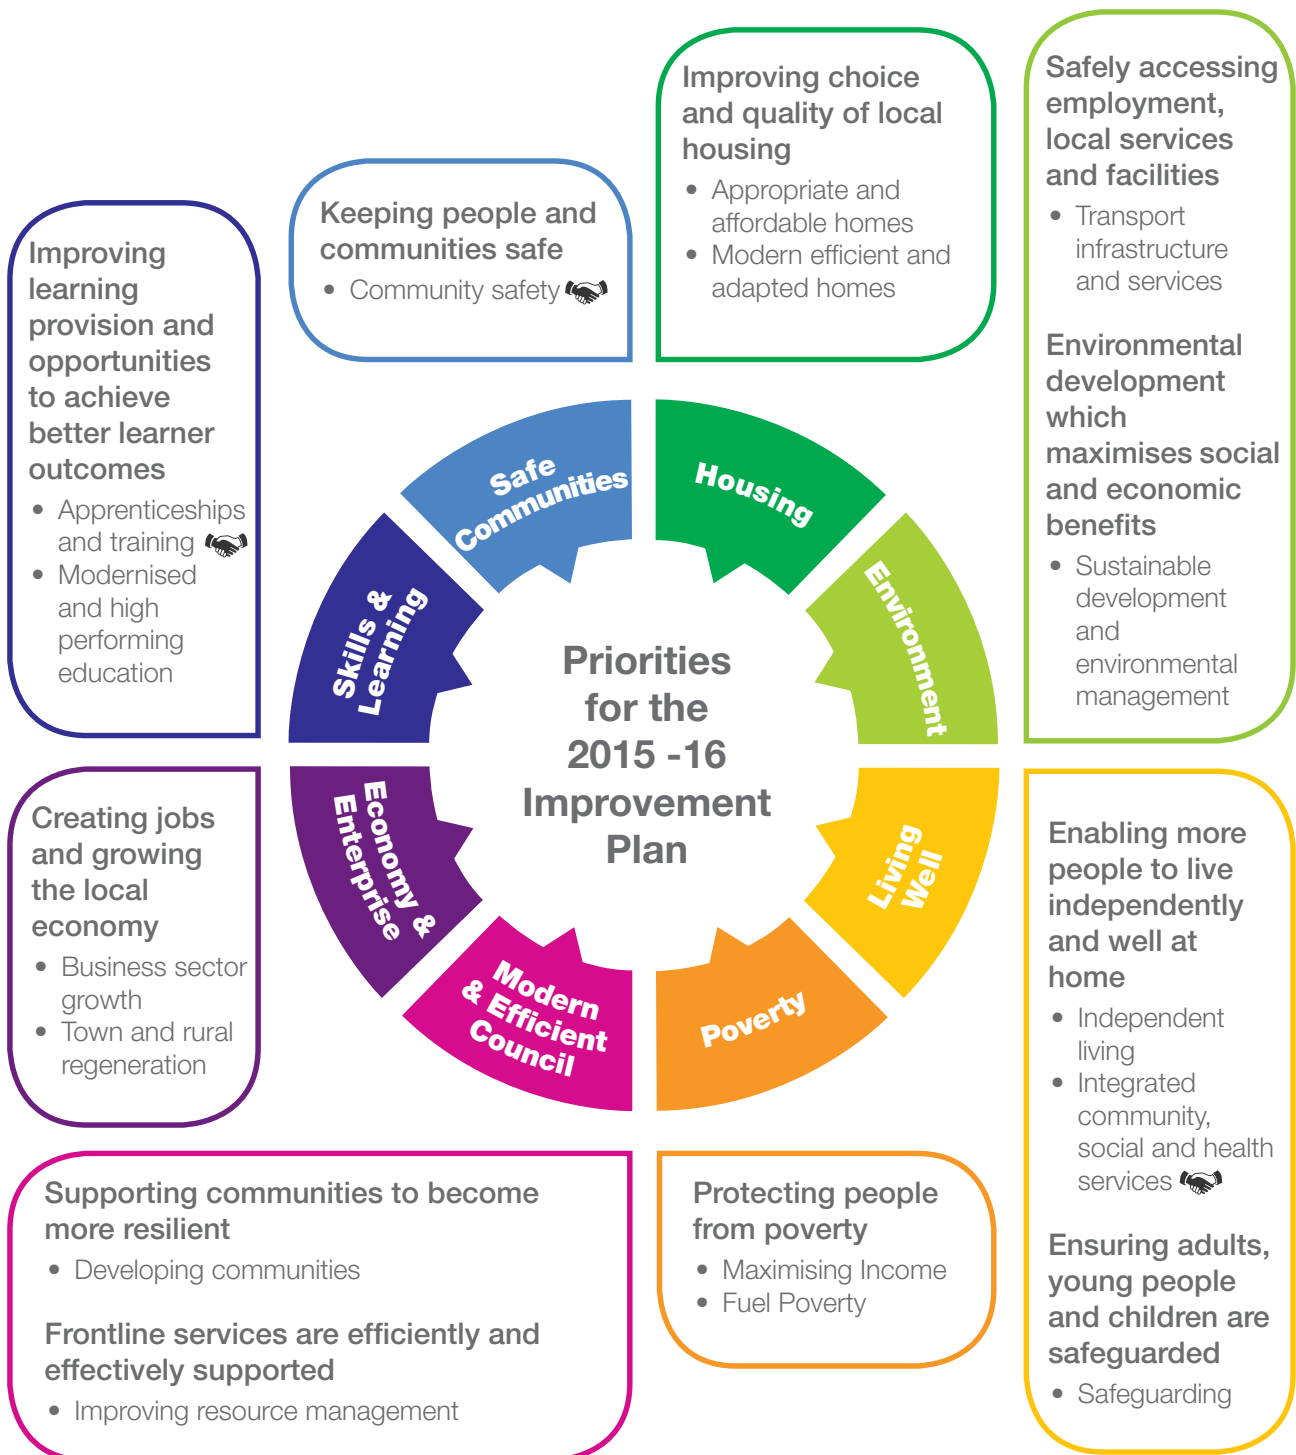 Improving choice
and quality of local
housing
• Appropriate and
affordable homes
• Modern efficient and
adapted homes
Safely accessing
employment,
local services
and facilities
• Transport
infrastructure
and services
Environmental
development
which
maximises social
and economic
benefits
• Sustainable
development
and
environmental
management
Keeping people and
communities safe
• Community safety
Improving
learning
provision and
opportunities
to achieve
better learner
outcomes
• Apprenticeships
and training
• Modernised
and high
performing
education
Safe
Communities
Housing
Environment
Skills &
Learning
Priorities
for the
2015 -16
Improvement
Plan
Economy &
Enterprise
Living
Well
Modern
& Efficient
Council
Poverty
Creating jobs
and growing
the local
economy
• Business sector
growth
• Town and rural
regeneration
Enabling more
people to live
independently
and well at
home
• Independent
living
• Integrated
community,
social and health
services
Ensuring adults,
young people
and children are
safeguarded
• Safeguarding
Supporting communities to become
more resilient
• Developing communities
Frontline services are efficiently and
effectively supported
• Improving resource management
Protecting people
from poverty
• Maximising Income
• Fuel Poverty